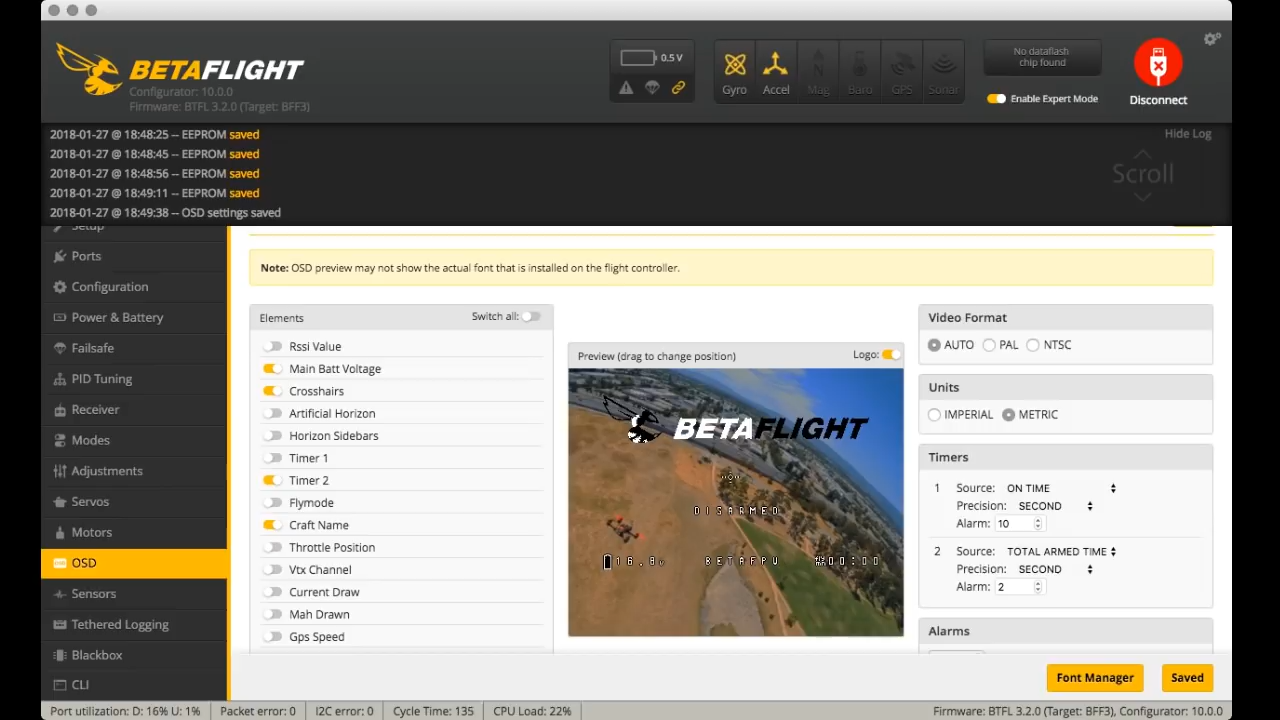 BETAFLIGHT
Configurator: 10.0.0
Firmware: BTFL 3.2.0 (Target: BFF3)
0.5 V
Gyro
Accel
Mag
Baro
GPS
Sonar
No dataflash
chip found
Enable Expert Mode
Disconnect
2018-01-27 @ 18:48:25 -- EEPROM saved
2018-01-27 @ 18:48:45 -- EEPROM saved
2018-01-27 @ 18:48:56 -- EEPROM saved
2018-01-27 @ 18:49:11 -- EEPROM saved
2018-01-27 @ 18:49:38 -- OSD settings saved
Hide Log
Scroll
Setup
Ports
Configuration
Power & Battery
Failsafe
PID Tuning
Receiver
Modes
Adjustments
Servos
Motors
OSD
Sensors
Tethered Logging
Blackbox
CLI
Note: OSD preview may not show the actual font that is installed on the flight controller.
Elements
Switch all:
Rssi Value
Main Batt Voltage
Crosshairs
Artificial Horizon
Horizon Sidebars
Timer 1
Timer 2
Flymode
Craft Name
Throttle Position
Vtx Channel
Current Draw
Mah Drawn
Gps Speed
Preview (drag to change position)
Logo:
BETAFLIGHT
DISARMED
16.8v
BETAFPV
00:00
Video Format
AUTO PAL NTSC
Units
IMPERIAL METRIC
Timers
1 Source: ON TIME
Precision: SECOND
Alarm: 10
2 Source: TOTAL ARMED TIME
Precision: SECOND
Alarm: 2
Alarms
Font Manager
Saved
Port utilization: D: 16% U: 1%
Packet error: 0
I2C error: 0
Cycle Time: 135
CPU Load: 22%
Firmware: BTFL 3.2.0 (Target: BFF3), Configurator: 10.0.0